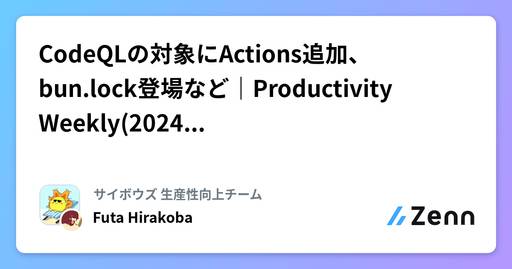 CodeQLの対象にActions追加、
bun.lock登場など｜Productivity
Weekly(2024...
サイボウズ 生産性向上チーム
Futa Hirakoba
Zenn